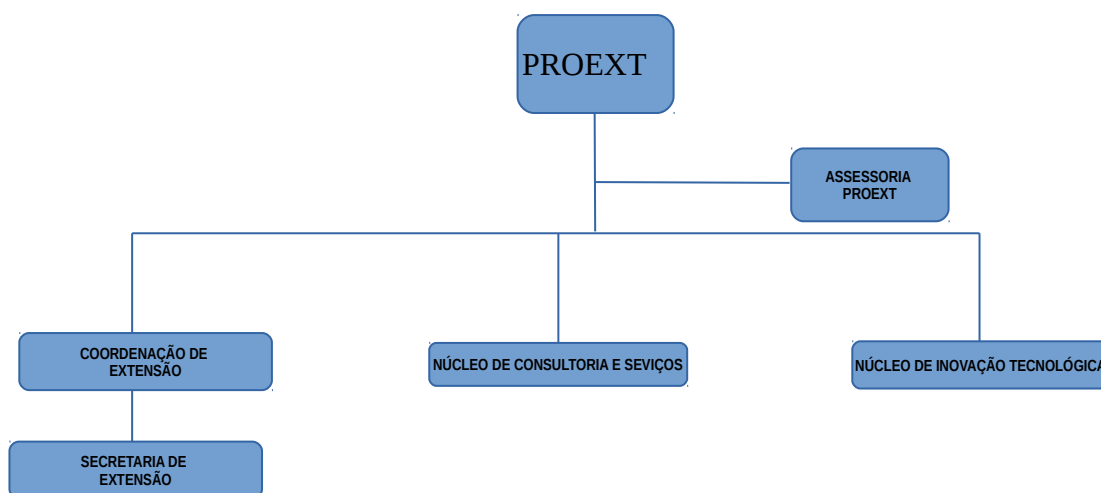 PROEXT
ASSESSORIA
PROEXT
COORDENAÇÃO DE
EXTENSÃO
NÚCLEO DE CONSULTORIA E SEVIÇOS
NÚCLEO DE INOVAÇÃO TECNOLÓGICA
SECRETARIA DE
EXTENSÃO